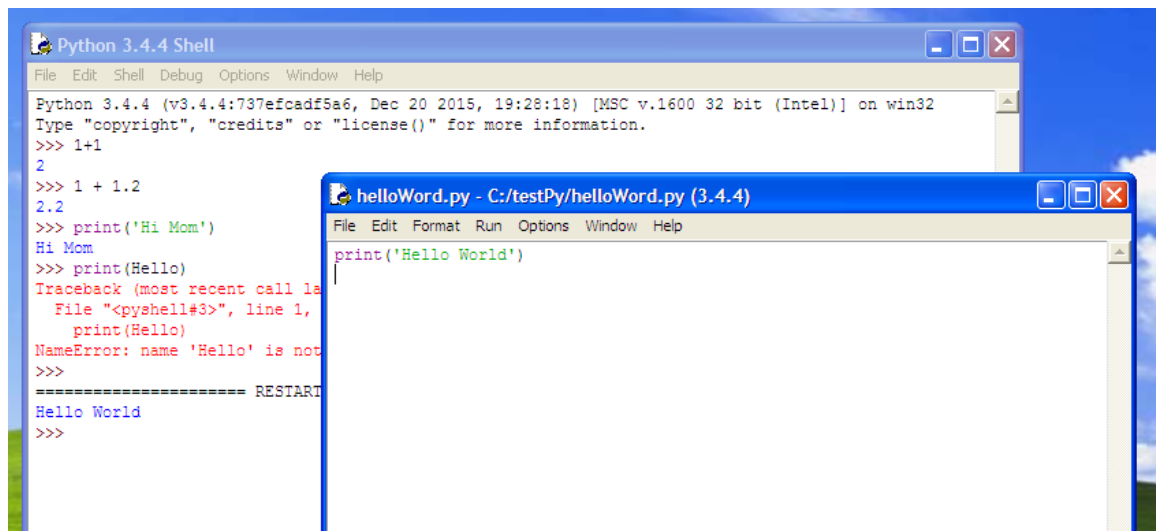 Python 3.4.4 Shell
File Edit Shell Debug Options Window Help
Python 3.4.4 (v3.4.4:737efcadf5a6, Dec 20 2015, 19:28:18) [MSC v.1600 32 bit (Intel)] on win32
Type "copyright", "credits" or "license()" for more information.
>>> 1+1
2
>>> 1 + 1.2
2.2
>>> print('Hi Mom')
Hi Mom
>>> print(Hello)
Traceback (most recent call la
File "<pyshell#3>", line 1,
print(Hello)
NameError: name 'Hello' is not
>>>
====================== RESTART
Hello World
>>>
helloWord.py - C:/testPy/helloWord.py (3.4.4)
File Edit Format Run Options Window Help
print('Hello World')